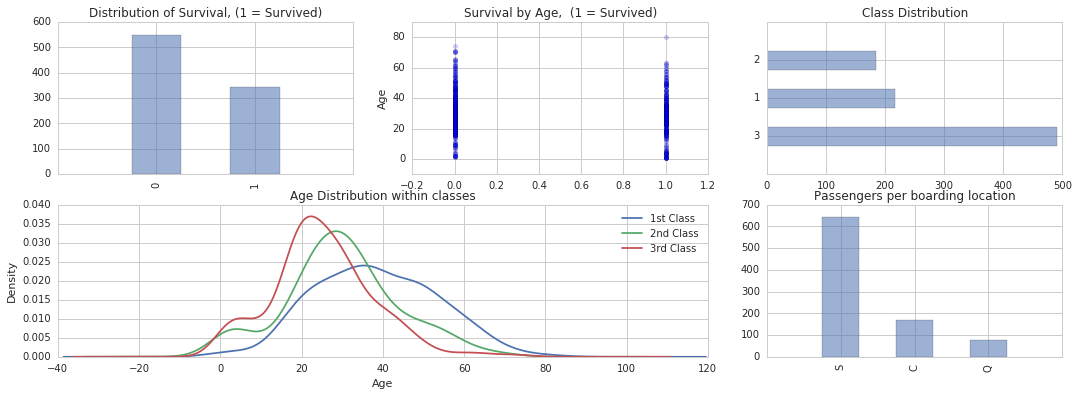 Distribution of Survival, (1 = Survived)
600
500
400
300
200
100
0
0
1
Survival by Age,  (1 = Survived)
Age
80
60
40
20
0
−0.2 0.0 0.2 0.4 0.6 0.8 1.0 1.2
Class Distribution
2
1
3
0 100 200 300 400 500
Age Distribution within classes
Density
0.040
0.035
0.030
0.025
0.020
0.015
0.010
0.005
0.000
1st Class
2nd Class
3rd Class
−40 −20 0 20 40 60 80 100 120
Age
Passengers per boarding location
700
600
500
400
300
200
100
0
S
C
Q